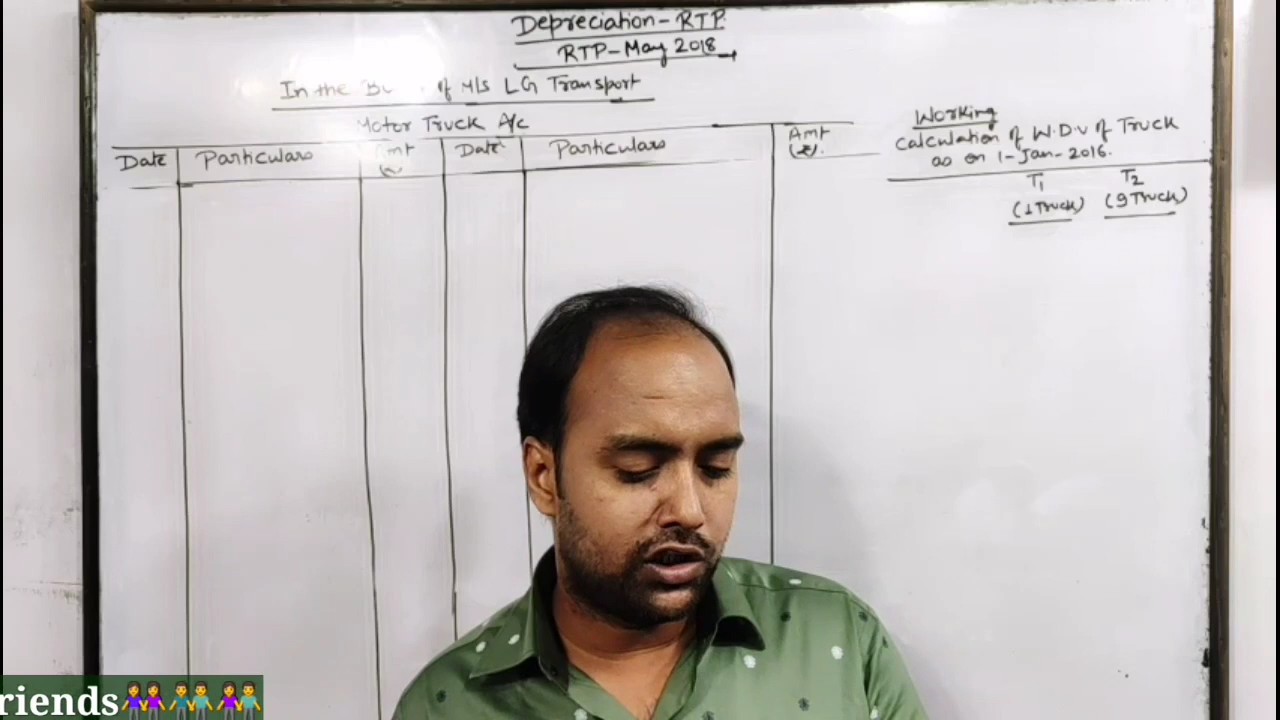 Depreciation - RTP
RTP - May 2018
In the of M/s LG Transport
Motor Truck A/c
Date Particulars Amt (₹) Date Particulars Amt (₹).
Working
Calculation of W.D.V of Truck
as on 1-Jan-2016.
T1 T2
(1 Truck) (9 Truck)
riends👭👬👫